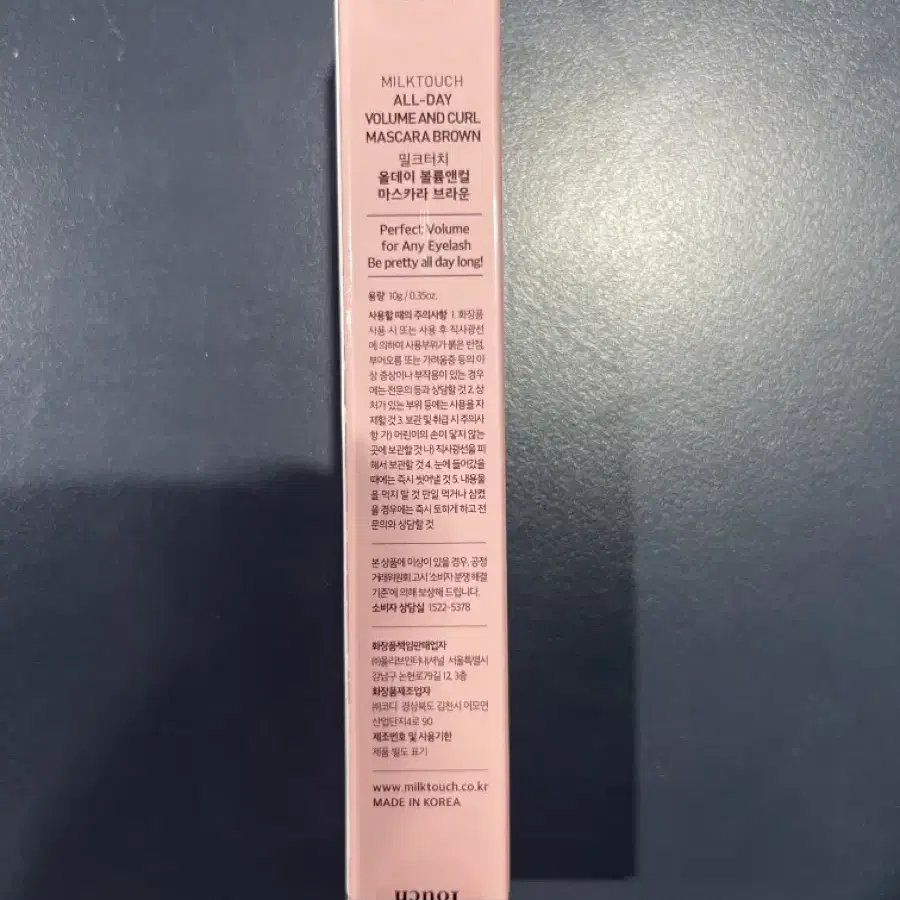 MILKTOUCH
ALL-DAY
VOLUME AND CURL
MASCARA BROWN
밀크터치
올데이 볼륨앤컬
마스카라 브라운
Perfect Volume
for Any Eyelash
Be pretty all day long!
용량 10g / 0.35oz.
사용할 때의 주의사항 1. 화장품
사용 시 또는 사용 후 직사광선
에 의하여 사용부위가 붉은 반점,
부어오름 또는 가려움증 등의 이
상 증상이나 부작용이 있는 경우
에는 전문의 등과 상담할 것 2. 상
처가 있는 부위 등에는 사용을 자
제할 것 3. 보관 및 취급 시 주의사
항 가) 어린이의 손이 닿지 않는
곳에 보관할 것 나) 직사광선을 피
해서 보관할 것 4. 눈에 들어갔을
때에는 즉시 씻어낼 것 5. 내용물
을 먹지 말 것 만일 먹거나 삼켰
을 경우에는 즉시 토하게 하고 전
문의와 상담할 것
본 상품에 이상이 있을 경우, 공정
거래위원회 고시 '소비자 분쟁 해결
기준'에 의해 보상해 드립니다.
소비자 상담실 1522-5378
화장품책임판매업자
㈜올리브인터내셔널 서울특별시
강남구 논현로79길 12, 3층
화장품제조업자
㈜코디 경상북도 김천시 어모면
산업단지4로 90
제조번호 및 사용기한
제품 별도 표기
www.milktouch.co.kr
MADE IN KOREA
Touch